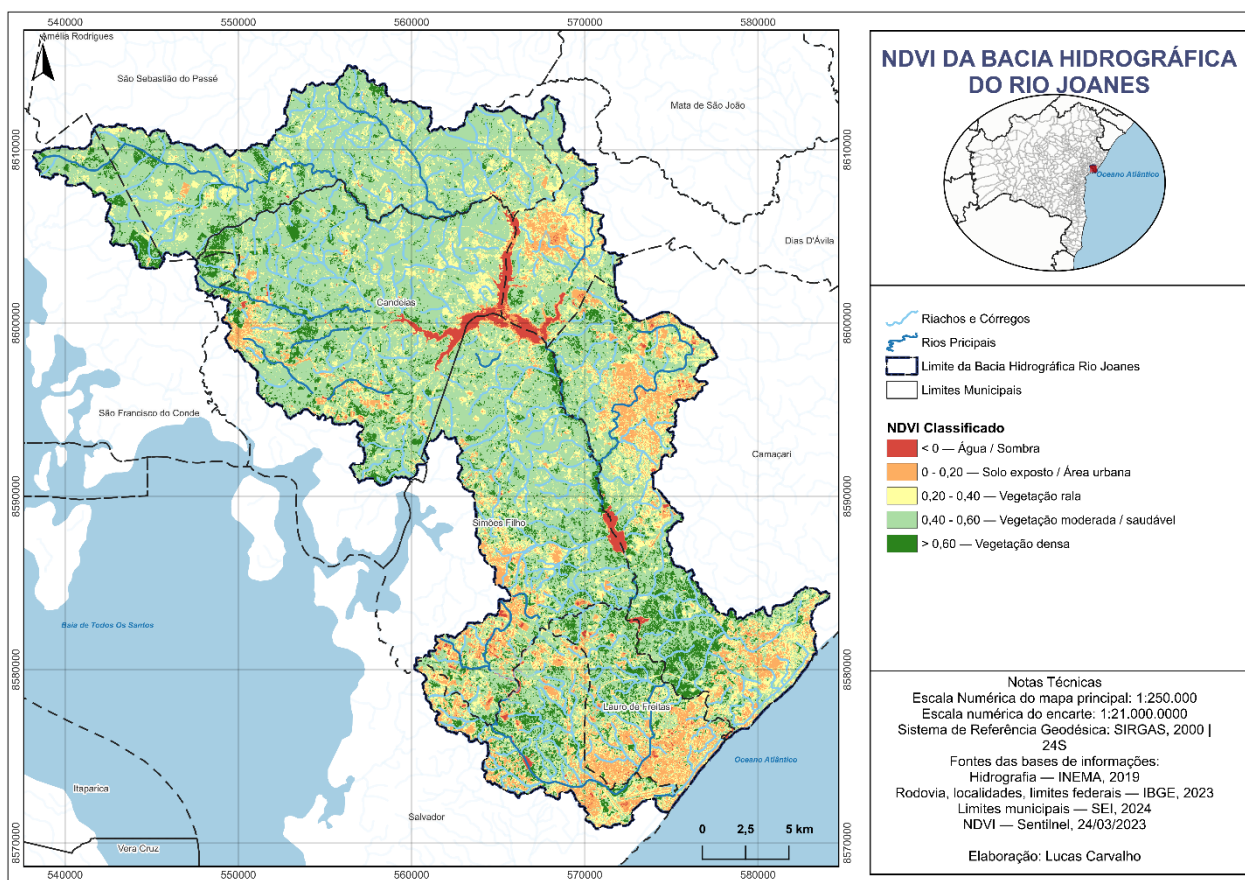 540000
550000
560000
570000
580000
Amélia Rodrigues
São Sebastião do Passé
Mata de São João
Dias D'Ávila
Candeias
São Francisco do Conde
Camaçari
Simões Filho
Baia de Todos Os Santos
Lauro de Freitas
Oceano Atlântico
Itaparica
Salvador
Vera Cruz
0 2,5 5 km
8610000
8600000
8590000
8580000
8570000
8610000
8600000
8590000
8580000
8570000
540000
550000
560000
570000
580000
NDVI DA BACIA HIDROGRÁFICA
DO RIO JOANES
Oceano Atlântico
Riachos e Córregos
Rios Pricipais
Limite da Bacia Hidrográfica Rio Joanes
Limites Municipais
NDVI Classificado
< 0 — Água / Sombra
0 - 0,20 — Solo exposto / Área urbana
0,20 - 0,40 — Vegetação rala
0,40 - 0,60 — Vegetação moderada / saudável
> 0,60 — Vegetação densa
Notas Técnicas
Escala Numérica do mapa principal: 1:250.000
Escala numérica do encarte: 1:21.000.0000
Sistema de Referência Geodésica: SIRGAS, 2000 |
24S
Fontes das bases de informações:
Hidrografia — INEMA, 2019
Rodovia, localidades, limites federais — IBGE, 2023
Limites municipais — SEI, 2024
NDVI — Sentilnel, 24/03/2023
Elaboração: Lucas Carvalho